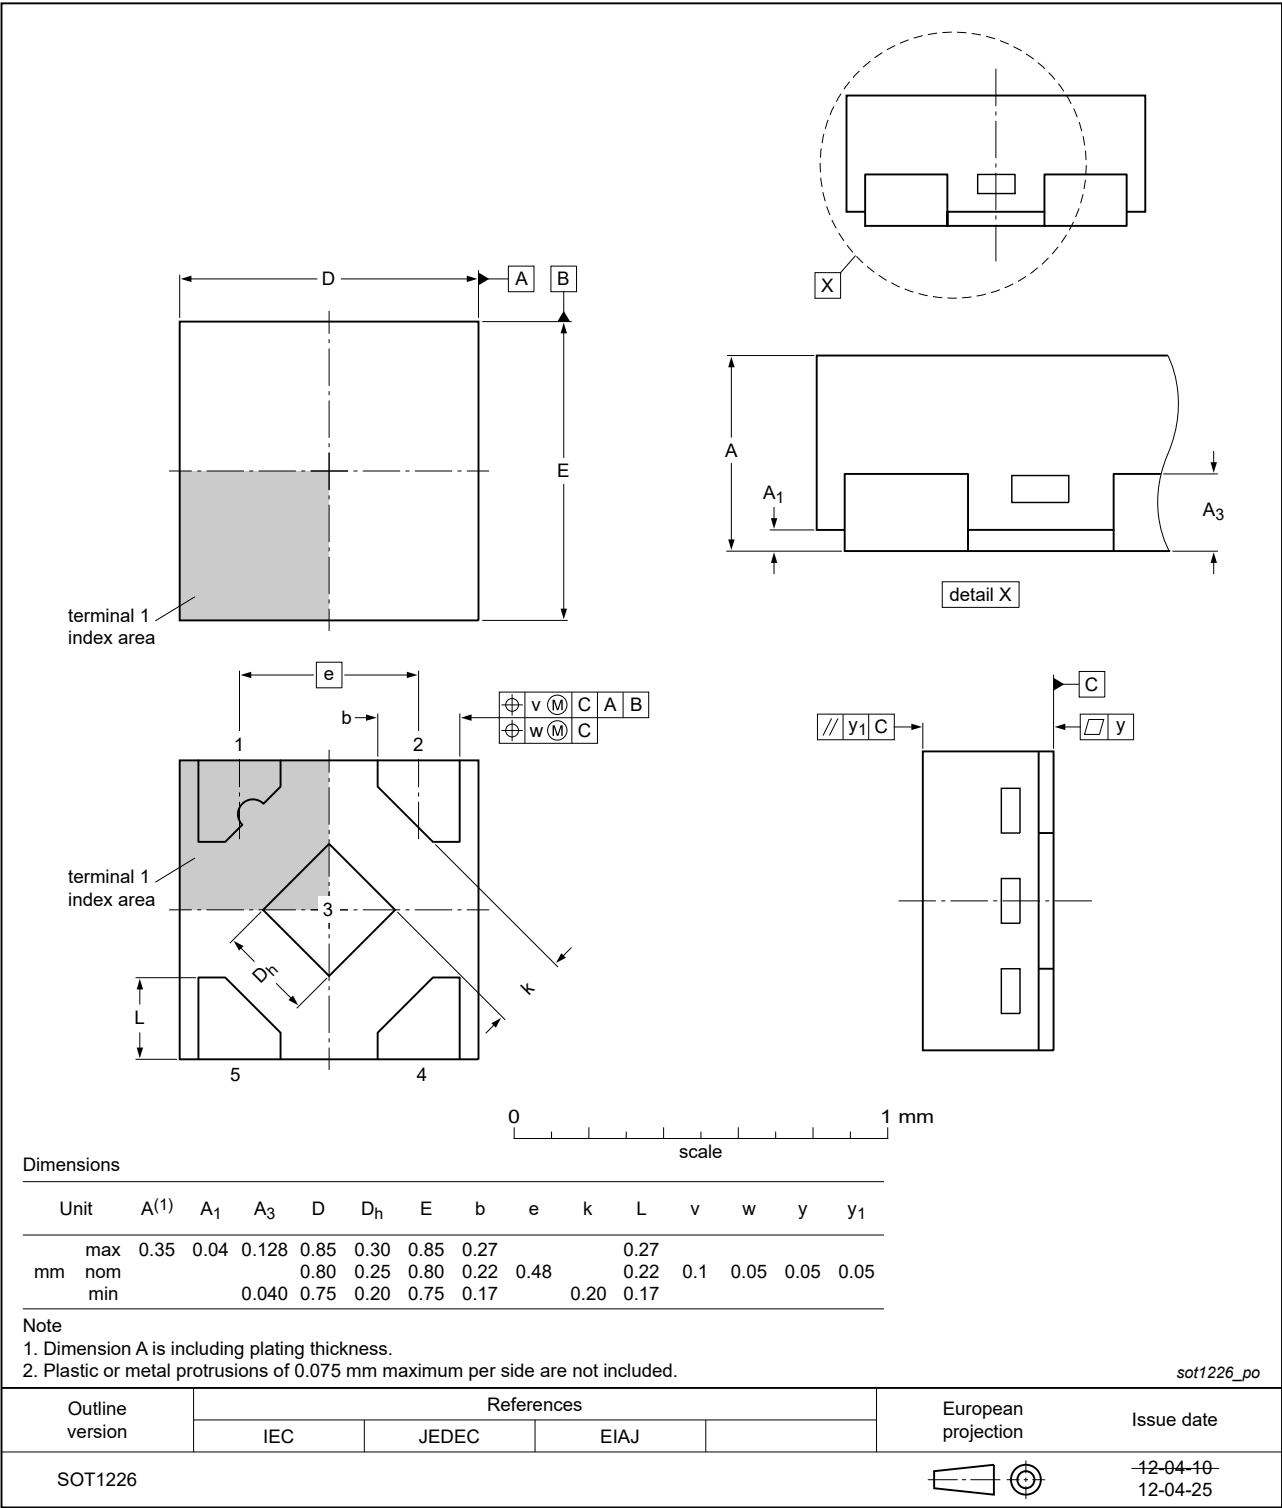 X
D
A
B
E
terminal 1
index area
A
A1
A3
detail X
e
b
v M C A B
w M C
1
2
terminal 1
index area
3
Dh
k
L
5
4
C
// y1 C
y
0
1 mm
scale
Dimensions
Unit A(1) A1 A3 D Dh E b e k L v w y y1
max 0.35 0.04 0.128 0.85 0.30 0.85 0.27 0.27
mm nom 0.80 0.25 0.80 0.22 0.48 0.22 0.1 0.05 0.05 0.05
min 0.040 0.75 0.20 0.75 0.17 0.20 0.17
Note
1. Dimension A is including plating thickness.
2. Plastic or metal protrusions of 0.075 mm maximum per side are not included.
sot1226_po
Outline
version
References
IEC JEDEC EIAJ
European
projection
Issue date
SOT1226
12-04-10
12-04-25